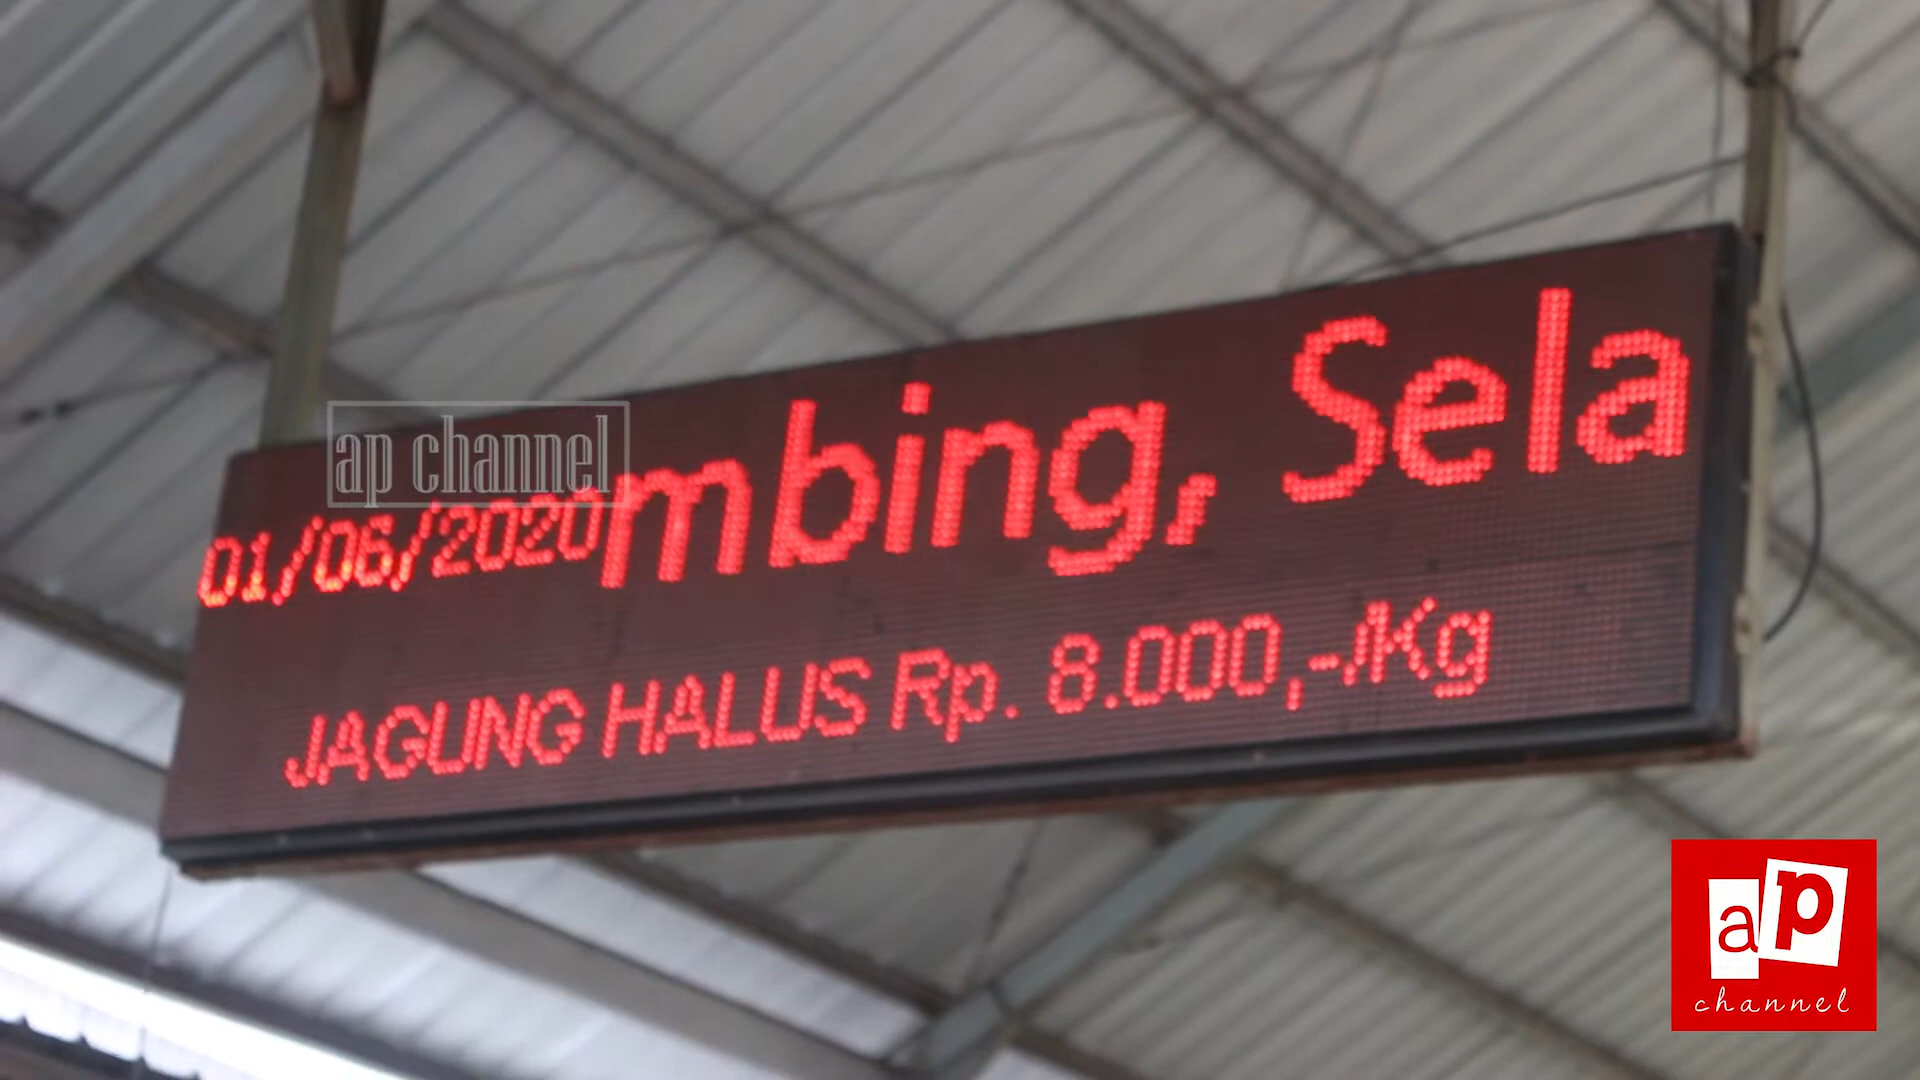 ap channel
01/06/2020 mbing, Sela
JAGUNG HALUS Rp. 8.000,-/Kg
ap
channel